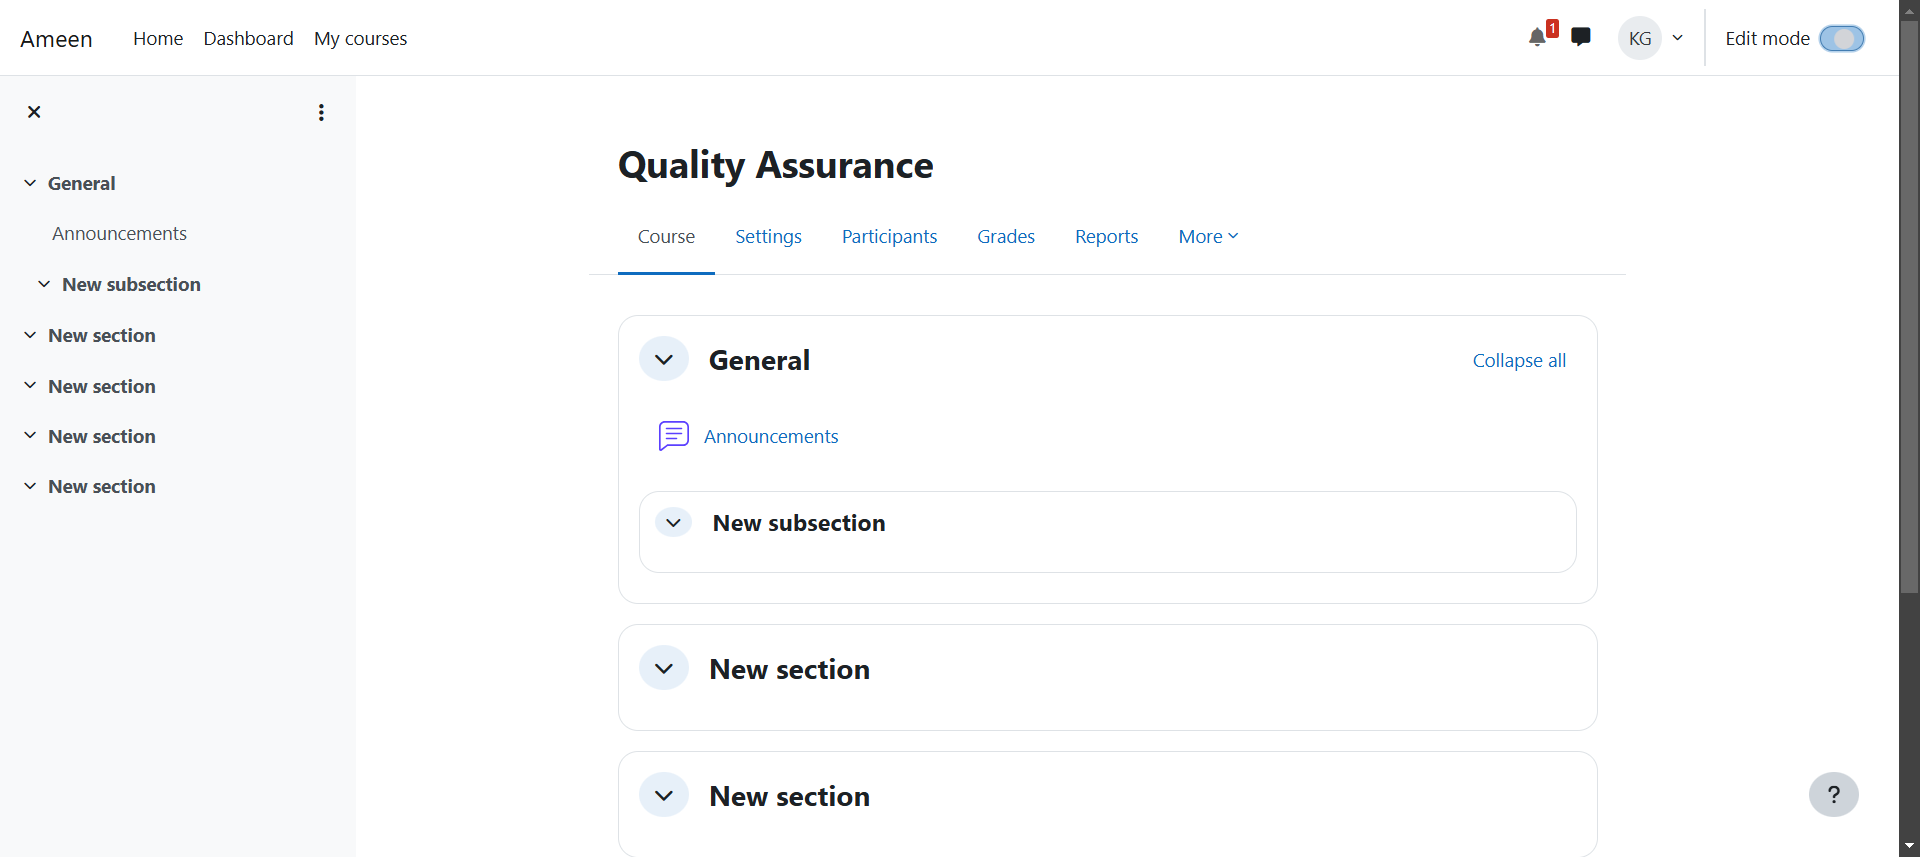 Ameen Home Dashboard My courses 1 KG Edit mode
General
Announcements
New subsection
New section
New section
New section
New section
Quality Assurance
Course Settings Participants Grades Reports More
General Collapse all
Announcements
New subsection
New section
New section
?